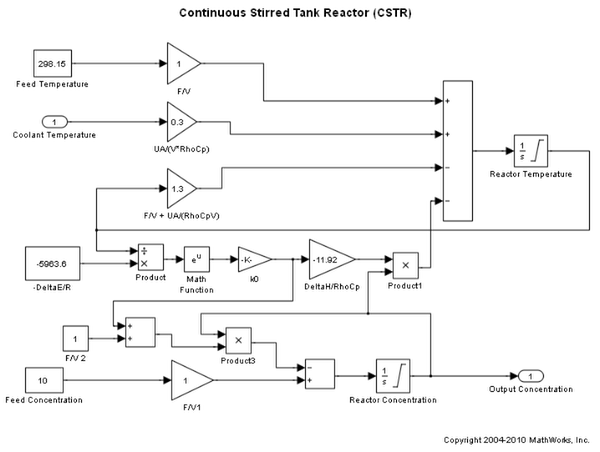 Continuous Stirred Tank Reactor (CSTR)
298.15
Feed Temperature
1
F/V
+
1
Coolant Temperature
0.3
UA/(V*RhoCp)
+
1
s
Reactor Temperature
1.3
F/V + UA/(RhoCpV)
−
−
-5963.6
-DeltaE/R
÷
×
Product
e^u
Math
Function
-K-
k0
-11.92
DeltaH/RhoCp
×
Product1
1
F/V 2
+
+
×
Product3
10
Feed Concentration
1
F/V1
−
+
1
s
Reactor Concentration
1
Output Concentration
Copyright 2004-2010 MathWorks, Inc.